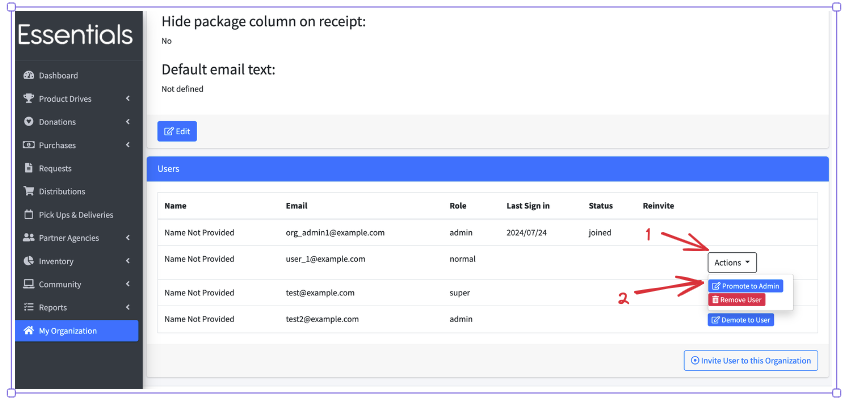 Essentials
Dashboard
Product Drives
Donations
Purchases
Requests
Distributions
Pick Ups & Deliveries
Partner Agencies
Inventory
Community
Reports
My Organization
Hide package column on receipt:
No
Default email text:
Not defined
Edit
Users
Name Email Role Last Sign in Status Reinvite
Name Not Provided org_admin1@example.com admin 2024/07/24 joined
1
Name Not Provided user_1@example.com normal Actions
2
Promote to Admin
Name Not Provided test@example.com super
Remove User
Name Not Provided test2@example.com admin Demote to User
Invite User to this Organization